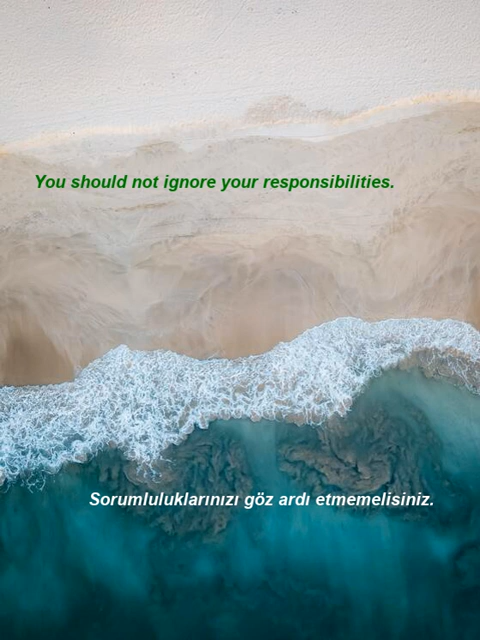 You should not ignore your responsibilities.
Sorumluluklarınızı göz ardı etmemelisiniz.